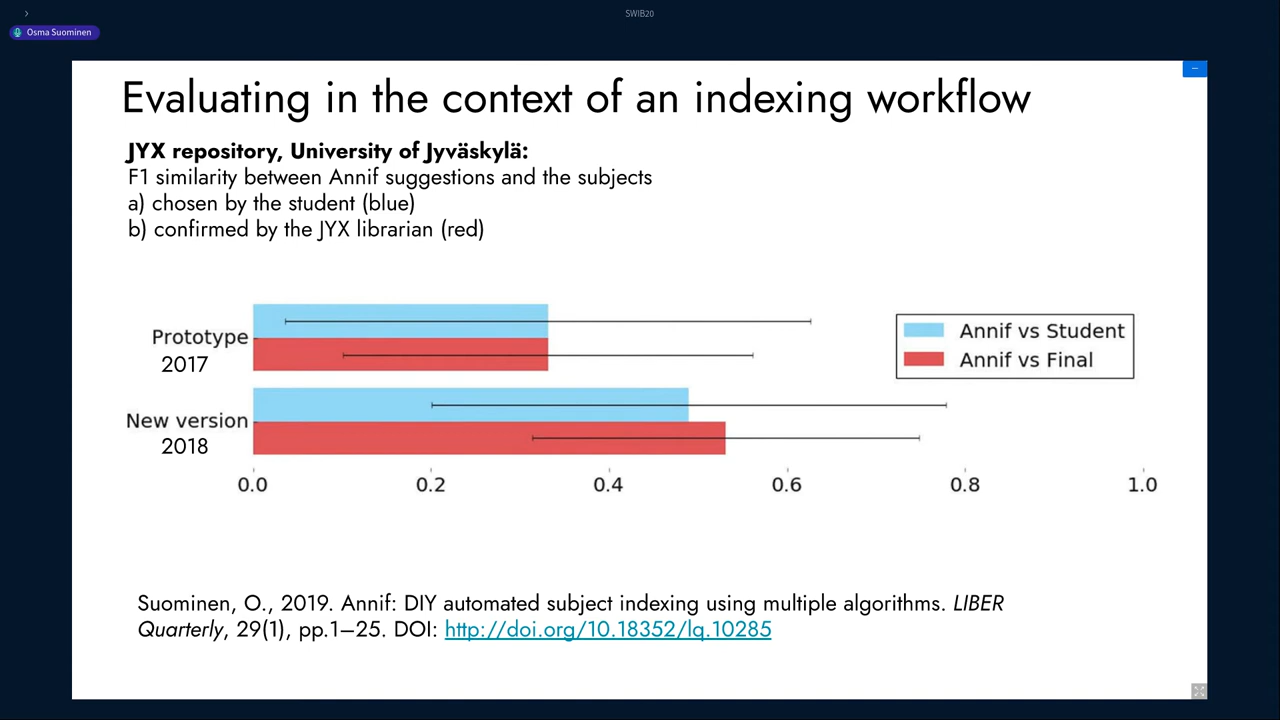 SWIB20
Osma Suominen
Evaluating in the context of an indexing workflow
JYX repository, University of Jyväskylä:
F1 similarity between Annif suggestions and the subjects
a) chosen by the student (blue)
b) confirmed by the JYX librarian (red)
Prototype
2017
New version
2018
Annif vs Student
Annif vs Final
0.0 0.2 0.4 0.6 0.8 1.0
Suominen, O., 2019. Annif: DIY automated subject indexing using multiple algorithms. LIBER
Quarterly, 29(1), pp.1–25. DOI: http://doi.org/10.18352/lq.10285